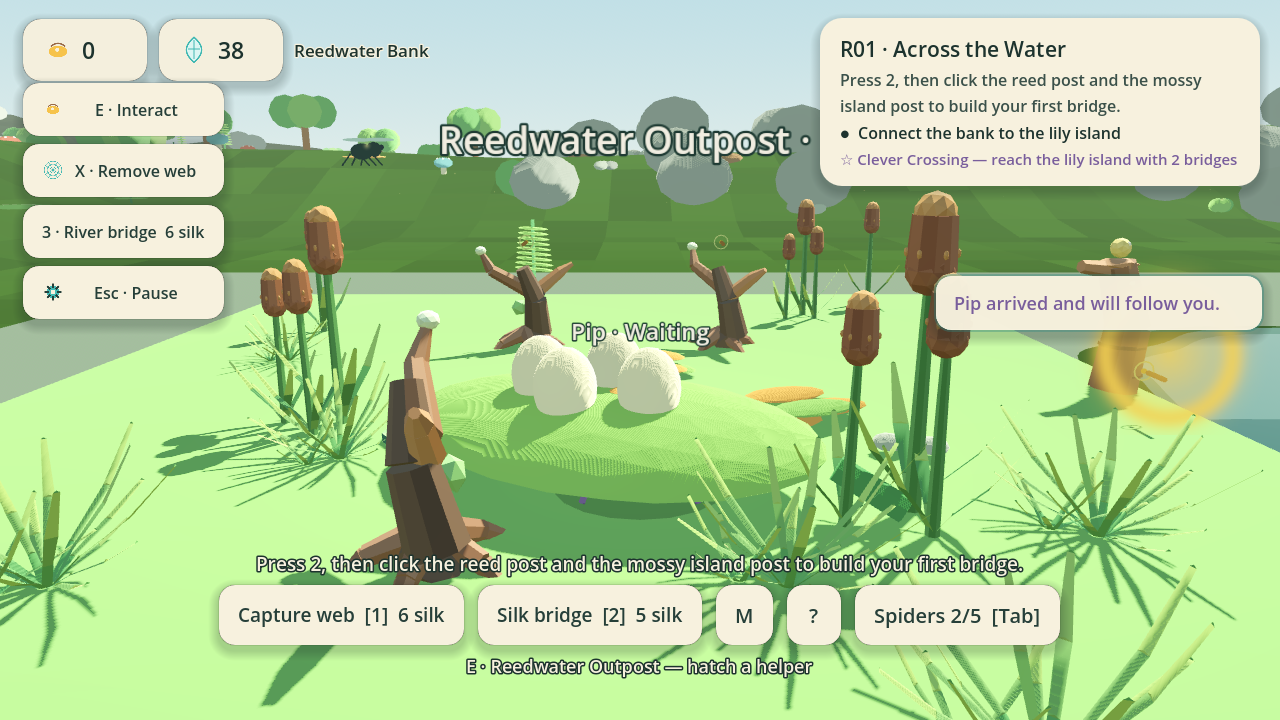 0
38
Reedwater Bank
E · Interact
X · Remove web
3 · River bridge 6 silk
Esc · Pause
R01 · Across the Water
Press 2, then click the reed post and the mossy
island post to build your first bridge.
● Connect the bank to the lily island
☆ Clever Crossing — reach the lily island with 2 bridges
Reedwater Outpost ·
Pip arrived and will follow you.
Pip · Waiting
Press 2, then click the reed post and the mossy island post to build your first bridge.
Capture web [1] 6 silk
Silk bridge [2] 5 silk
M
?
Spiders 2/5 [Tab]
E · Reedwater Outpost — hatch a helper